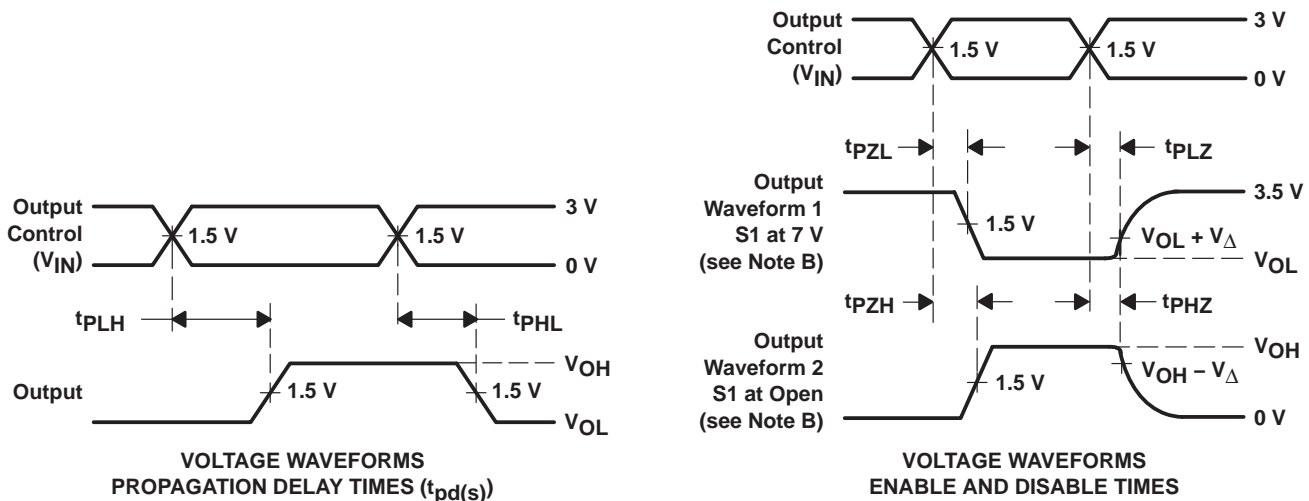 Output
Control
(VIN)
3 V
1.5 V
1.5 V
0 V
tPLH
tPHL
Output
VOH
1.5 V
1.5 V
VOL
VOLTAGE WAVEFORMS
PROPAGATION DELAY TIMES (tpd(s))
Output
Control
(VIN)
3 V
1.5 V
1.5 V
0 V
tPZL
tPLZ
Output
Waveform 1
S1 at 7 V
(see Note B)
3.5 V
1.5 V
VOL + VΔ
VOL
tPZH
tPHZ
Output
Waveform 2
S1 at Open
(see Note B)
VOH
1.5 V
VOH − VΔ
0 V
VOLTAGE WAVEFORMS
ENABLE AND DISABLE TIMES